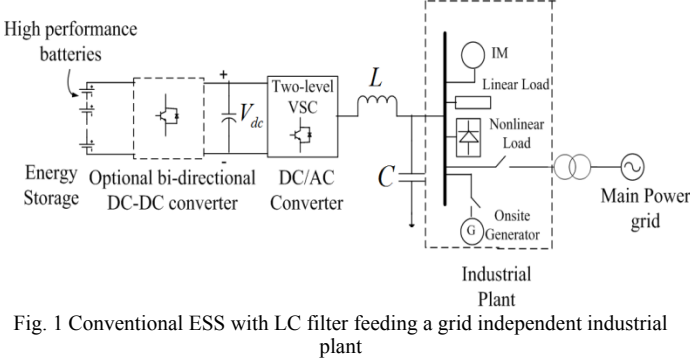 High performance
batteries
+
V_dc
-
Two-level
VSC
L
C
IM
Linear Load
Nonlinear
Load
G
Onsite
Generator
Energy
Storage
Optional bi-directional
DC-DC converter
DC/AC
Converter
Main Power
grid
Industrial
Plant
Fig. 1 Conventional ESS with LC filter feeding a grid independent industrial
plant